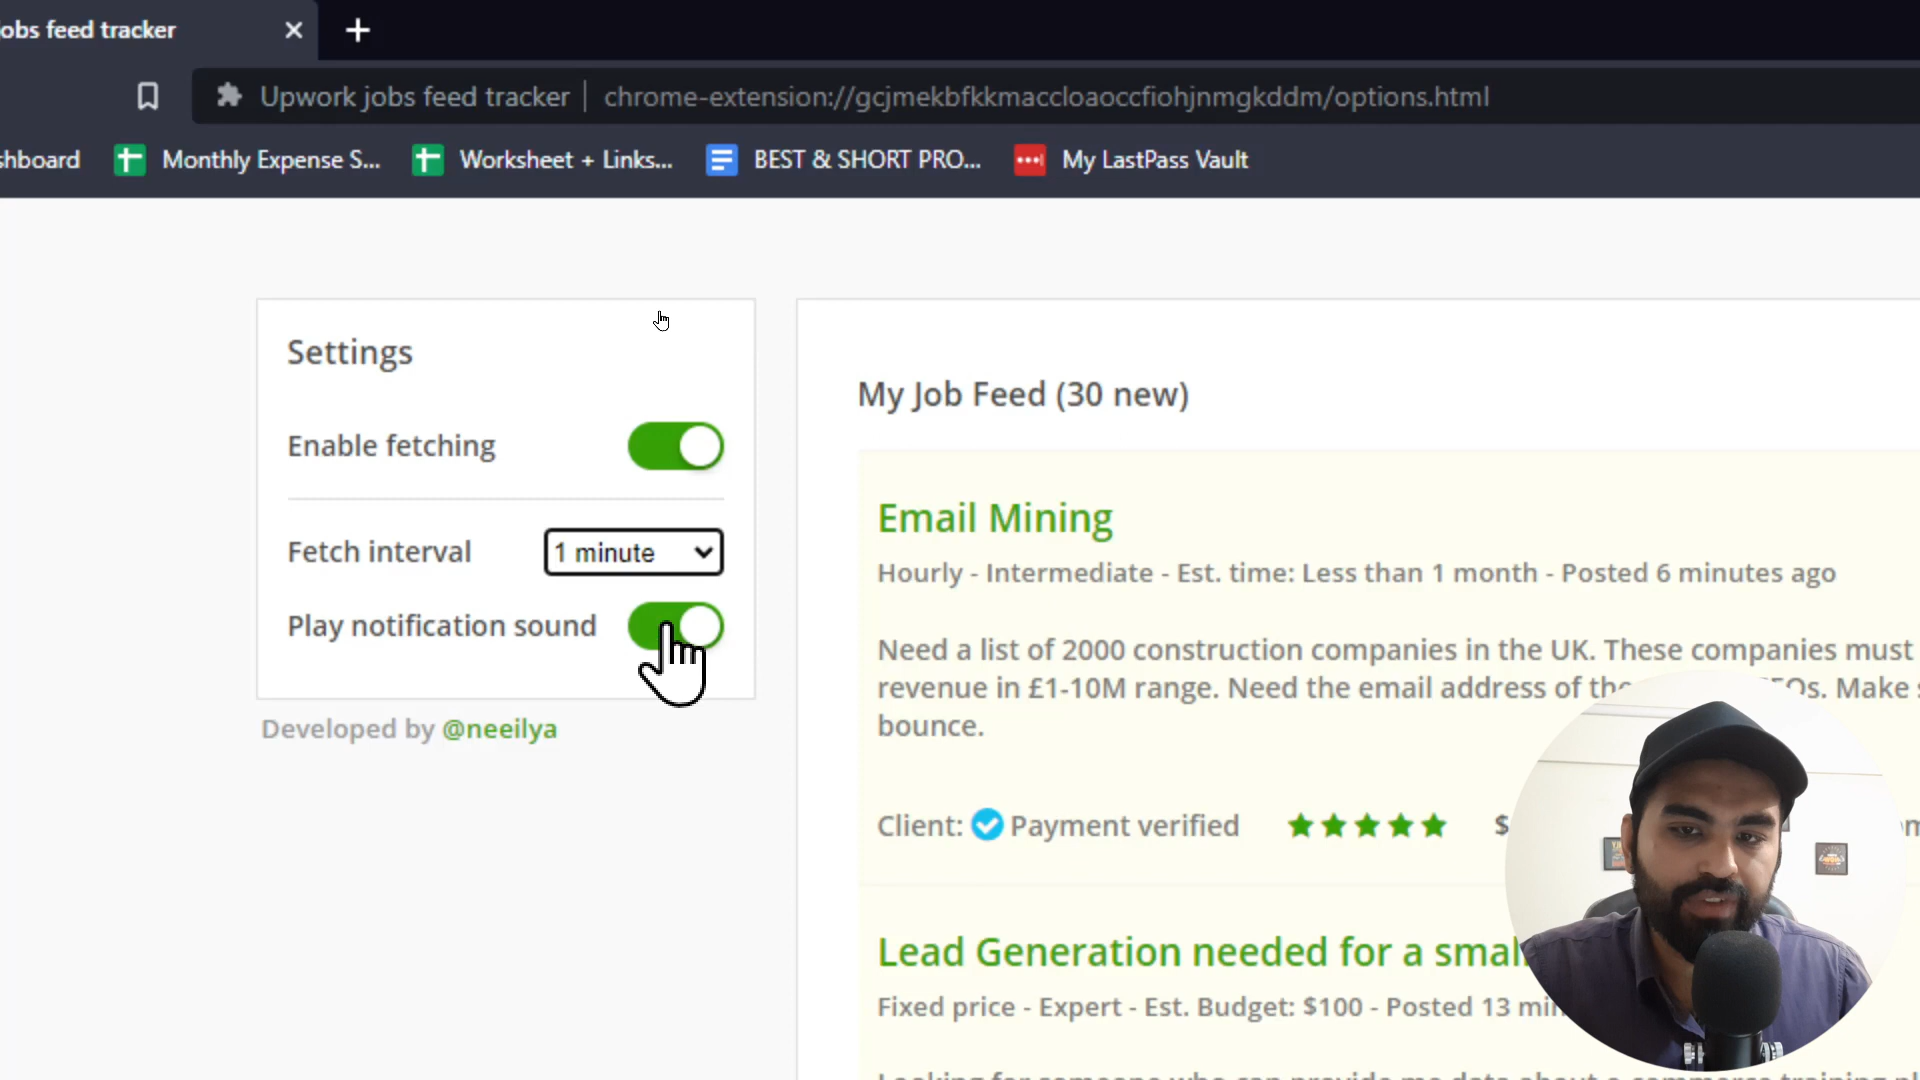 obs feed tracker
Upwork jobs feed tracker | chrome-extension://gcjmekbfkkmaccloaoccfiohjnmgkddm/options.html
shboard Monthly Expense S... Worksheet + Links... BEST & SHORT PRO... My LastPass Vault
Settings
Enable fetching
Fetch interval 1 minute
Play notification sound
Developed by @neeilya
My Job Feed (30 new)
Email Mining
Hourly - Intermediate - Est. time: Less than 1 month - Posted 6 minutes ago
Need a list of 2000 construction companies in the UK. These companies must
revenue in £1-10M range. Need the email address of the Make
bounce.
Client: Payment verified $
Lead Generation needed for a small
Fixed price - Expert - Est. Budget: $100 - Posted 13